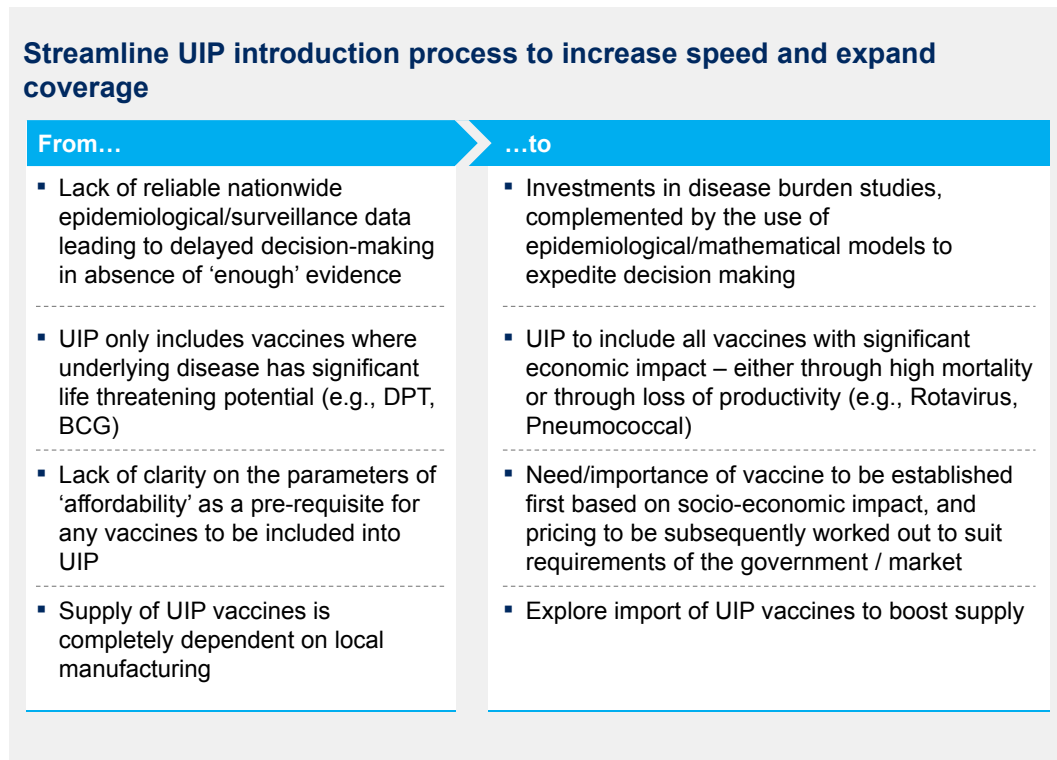 Streamline UIP introduction process to increase speed and expand
coverage
From…
…to
▪ Lack of reliable nationwide
epidemiological/surveillance data
leading to delayed decision-making
in absence of ‘enough’ evidence
▪ Investments in disease burden studies,
complemented by the use of
epidemiological/mathematical models to
expedite decision making
▪ UIP only includes vaccines where
underlying disease has significant
life threatening potential (e.g., DPT,
BCG)
▪ UIP to include all vaccines with significant
economic impact – either through high mortality
or through loss of productivity (e.g., Rotavirus,
Pneumococcal)
▪ Lack of clarity on the parameters of
‘affordability’ as a pre-requisite for
any vaccines to be included into
UIP
▪ Need/importance of vaccine to be established
first based on socio-economic impact, and
pricing to be subsequently worked out to suit
requirements of the government / market
▪ Supply of UIP vaccines is
completely dependent on local
manufacturing
▪ Explore import of UIP vaccines to boost supply